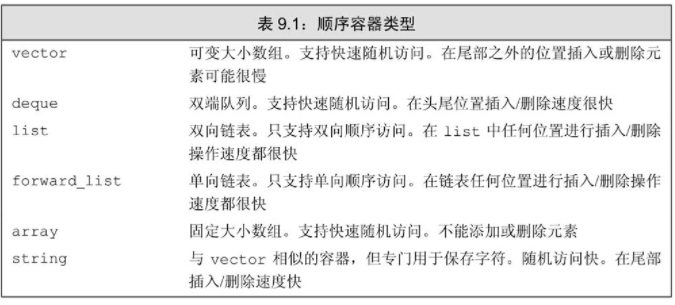 表 9.1：顺序容器类型
vector 可变大小数组。支持快速随机访问。在尾部之外的位置插入或删除元
素可能很慢
deque 双端队列。支持快速随机访问。在头尾位置插入/删除速度很快
list 双向链表。只支持双向顺序访问。在 list 中任何位置进行插入/删除
操作速度都很快
forward_list 单向链表。只支持单向顺序访问。在链表任何位置进行插入/删除操作
速度都很快
array 固定大小数组。支持快速随机访问。不能添加或删除元素
string 与 vector 相似的容器，但专门用于保存字符。随机访问快。在尾部
插入/删除速度快